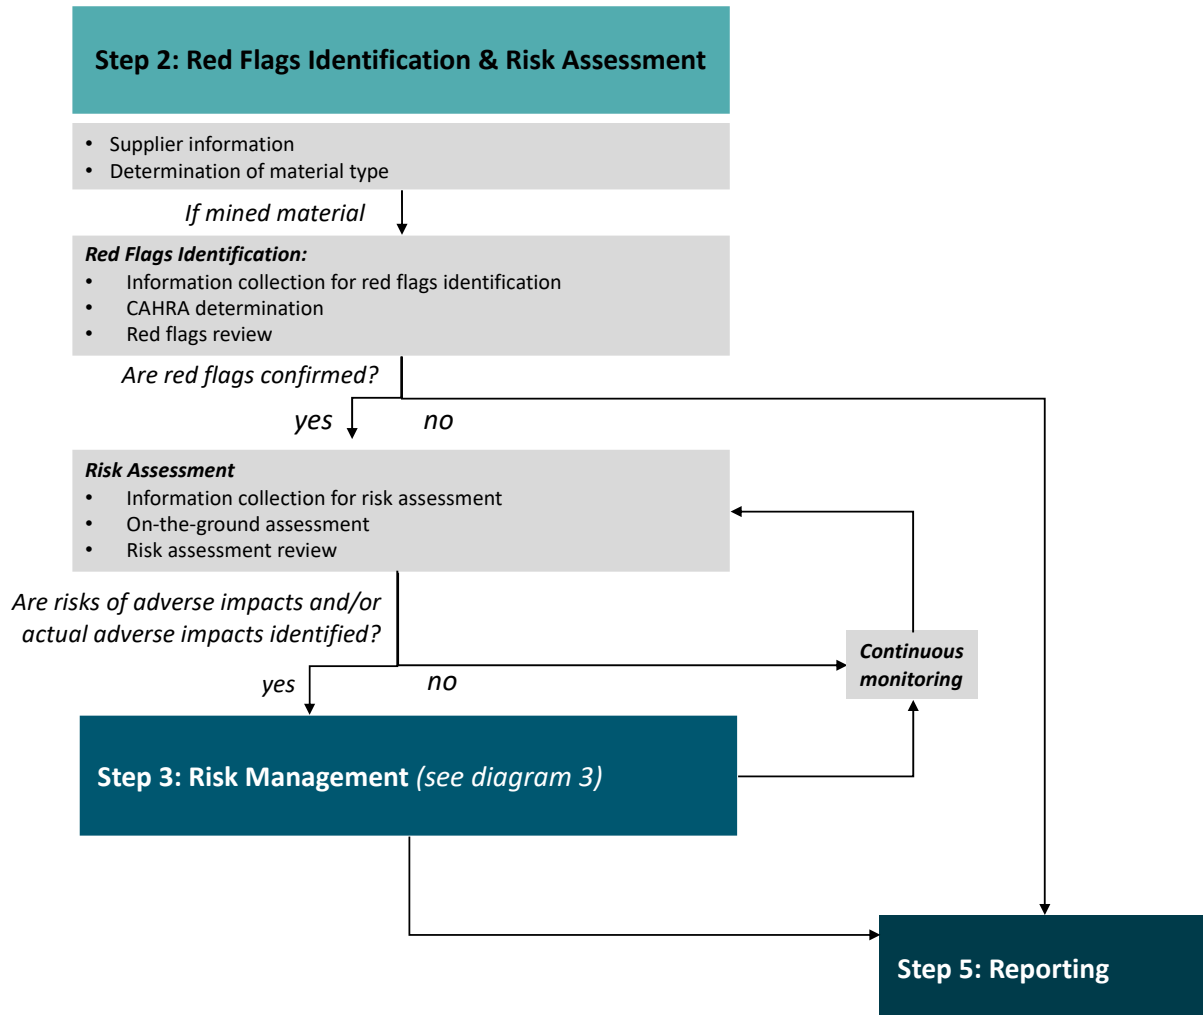 Step 2: Red Flags Identification & Risk Assessment
• Supplier information
• Determination of material type
If mined material
Red Flags Identification:
• Information collection for red flags identification
• CAHRA determination
• Red flags review
Are red flags confirmed?
yes
no
Risk Assessment
• Information collection for risk assessment
• On-the-ground assessment
• Risk assessment review
Are risks of adverse impacts and/or
actual adverse impacts identified?
yes
no
Continuous
monitoring
Step 3: Risk Management (see diagram 3)
Step 5: Reporting